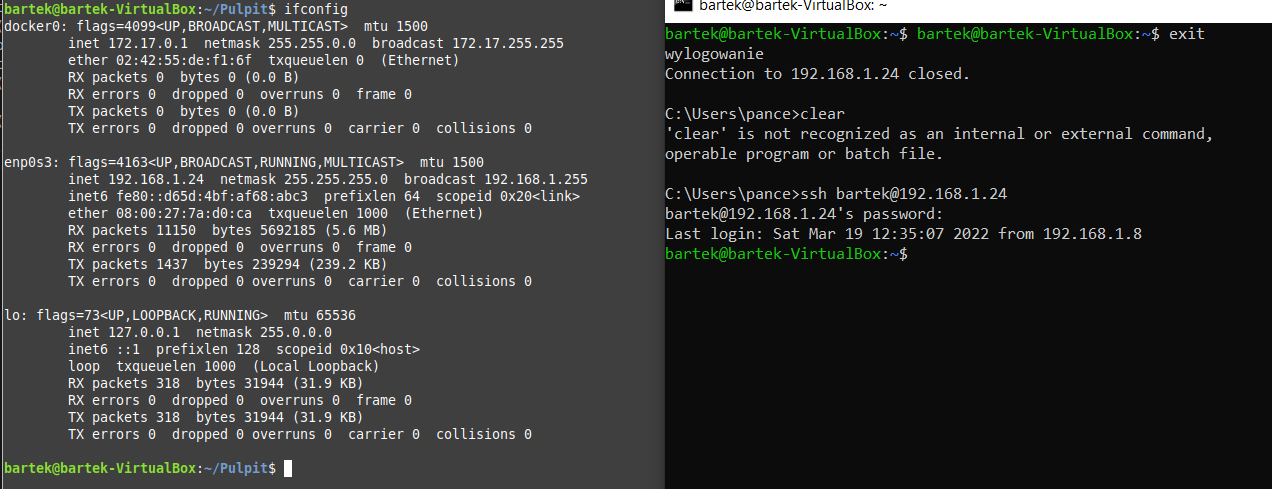 bartek@bartek-VirtualBox:~/Pulpit$ ifconfig
docker0: flags=4099<UP,BROADCAST,MULTICAST>  mtu 1500
        inet 172.17.0.1  netmask 255.255.0.0  broadcast 172.17.255.255
        ether 02:42:55:de:f1:6f  txqueuelen 0  (Ethernet)
        RX packets 0  bytes 0 (0.0 B)
        RX errors 0  dropped 0  overruns 0  frame 0
        TX packets 0  bytes 0 (0.0 B)
        TX errors 0  dropped 0 overruns 0  carrier 0  collisions 0

enp0s3: flags=4163<UP,BROADCAST,RUNNING,MULTICAST>  mtu 1500
        inet 192.168.1.24  netmask 255.255.255.0  broadcast 192.168.1.255
        inet6 fe80::d65d:4bf:af68:abc3  prefixlen 64  scopeid 0x20<link>
        ether 08:00:27:7a:d0:ca  txqueuelen 1000  (Ethernet)
        RX packets 11150  bytes 5692185 (5.6 MB)
        RX errors 0  dropped 0  overruns 0  frame 0
        TX packets 1437  bytes 239294 (239.2 KB)
        TX errors 0  dropped 0 overruns 0  carrier 0  collisions 0

lo: flags=73<UP,LOOPBACK,RUNNING>  mtu 65536
        inet 127.0.0.1  netmask 255.0.0.0
        inet6 ::1  prefixlen 128  scopeid 0x10<host>
        loop  txqueuelen 1000  (Local Loopback)
        RX packets 318  bytes 31944 (31.9 KB)
        RX errors 0  dropped 0  overruns 0  frame 0
        TX packets 318  bytes 31944 (31.9 KB)
        TX errors 0  dropped 0 overruns 0  carrier 0  collisions 0

bartek@bartek-VirtualBox:~/Pulpit$
bartek@bartek-VirtualBox: ~
bartek@bartek-VirtualBox:~$ bartek@bartek-VirtualBox:~$ exit
wylogowanie
Connection to 192.168.1.24 closed.

C:\Users\pance>clear
'clear' is not recognized as an internal or external command,
operable program or batch file.

C:\Users\pance>ssh bartek@192.168.1.24
bartek@192.168.1.24's password:
Last login: Sat Mar 19 12:35:07 2022 from 192.168.1.8
bartek@bartek-VirtualBox:~$